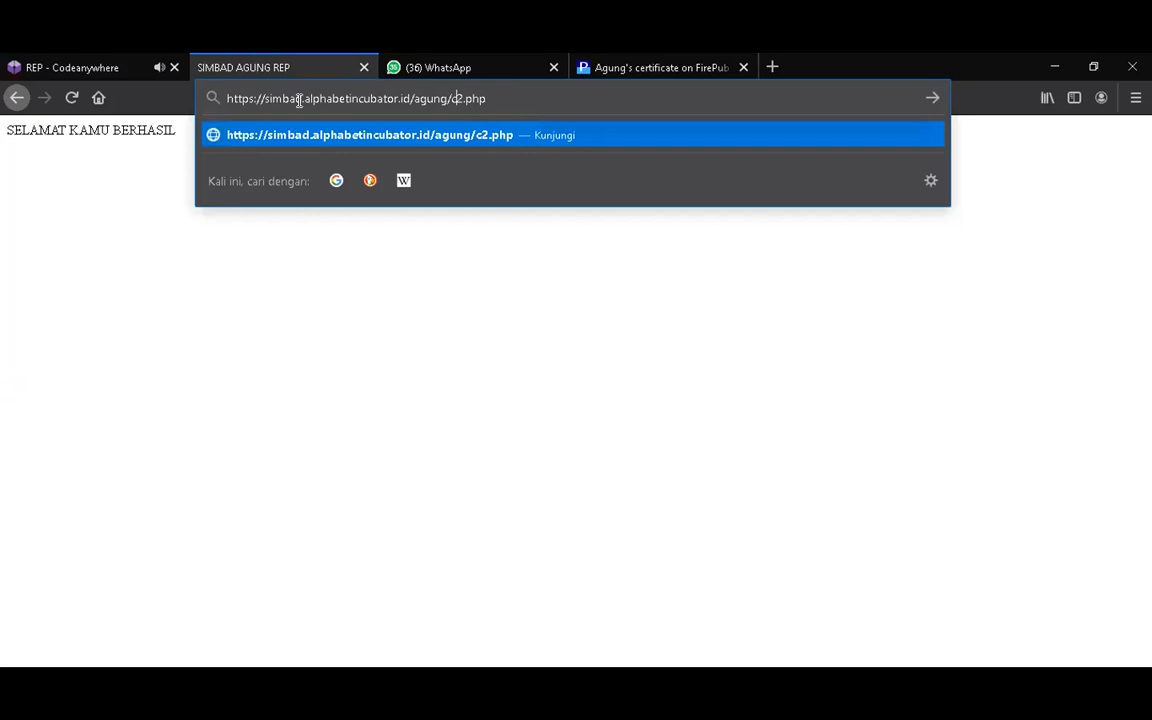 REP - Codeanywhere
SIMBAD AGUNG REP
(36) WhatsApp
Agung's certificate on FirePub
https://simbad.alphabetincubator.id/agung/c2.php
https://simbad.alphabetincubator.id/agung/c2.php — Kunjungi
Kali ini, cari dengan:
W
SELAMAT KAMU BERHASIL